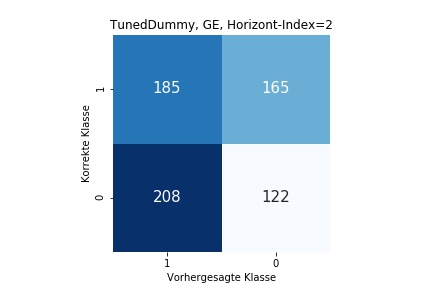 TunedDummy, GE, Horizont-Index=2
Korrekte Klasse
1
185
165
0
208
122
1
0
Vorhergesagte Klasse